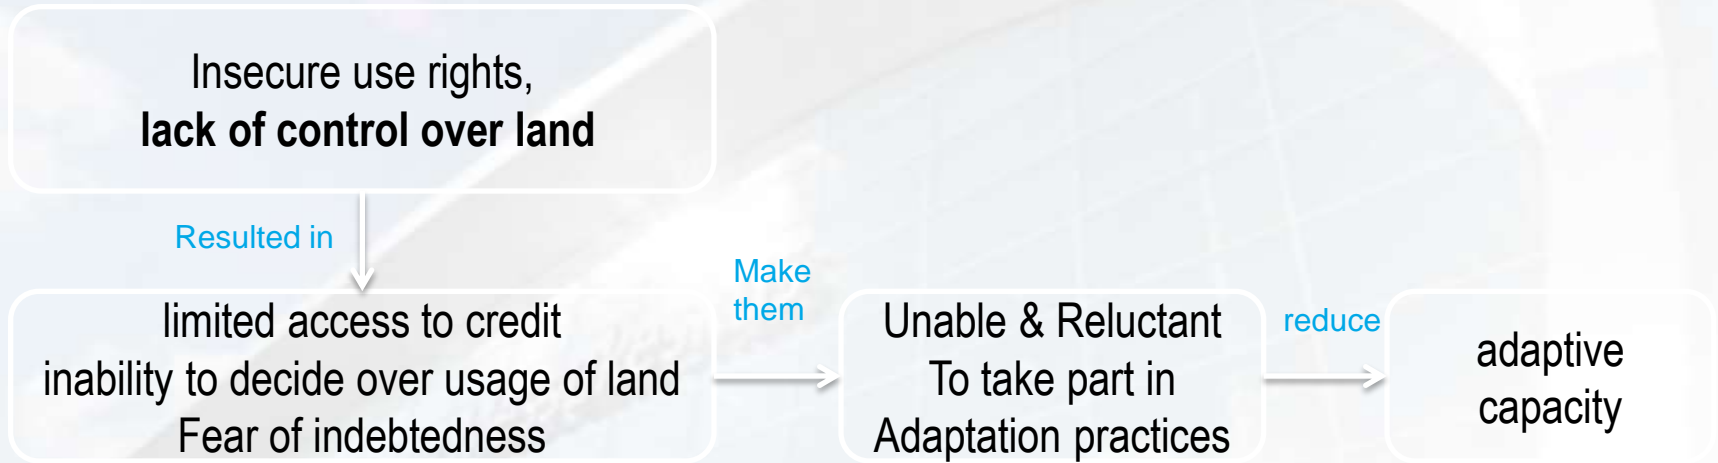 Insecure use rights,
lack of control over land
Resulted in
limited access to credit
inability to decide over usage of land
Fear of indebtedness
Make
them
Unable & Reluctant
To take part in
Adaptation practices
reduce
adaptive
capacity